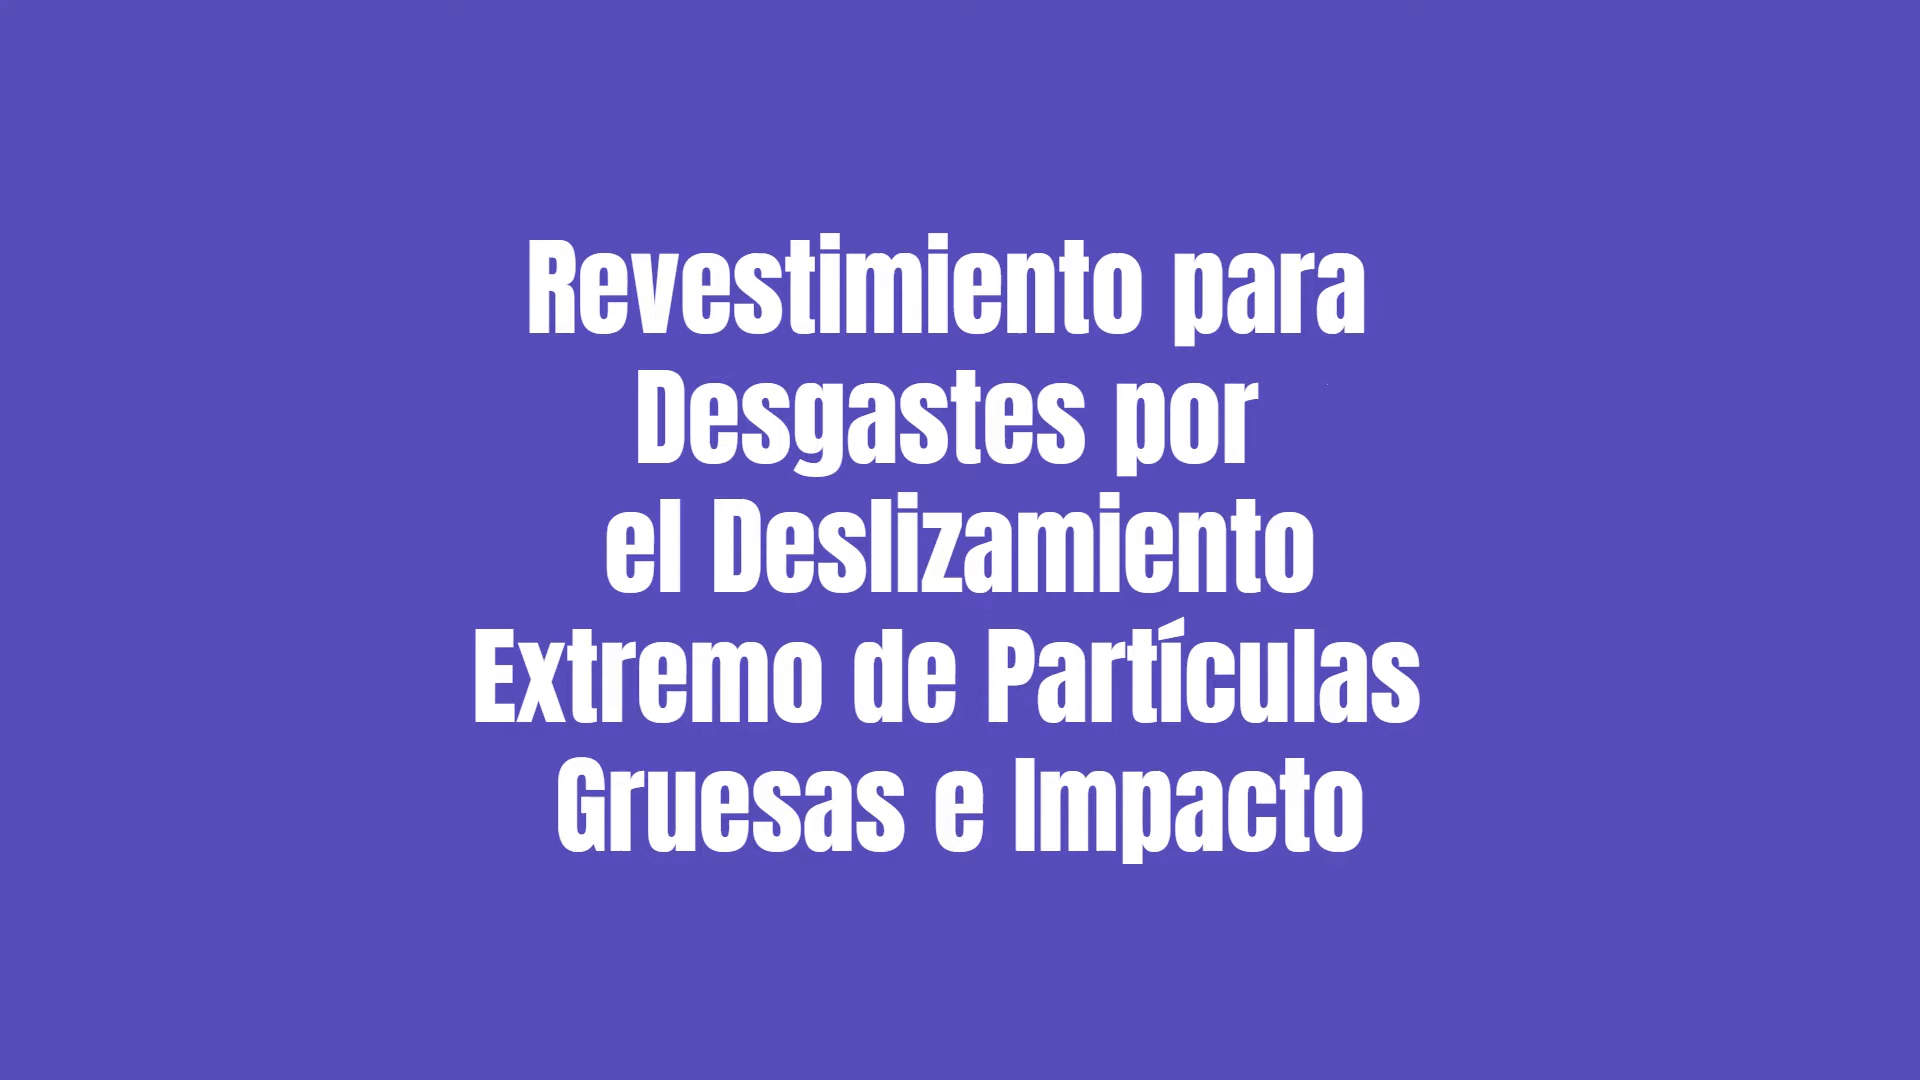 Revestimiento para
Desgastes por
el Deslizamiento
Extremo de Partículas
Gruesas e Impacto